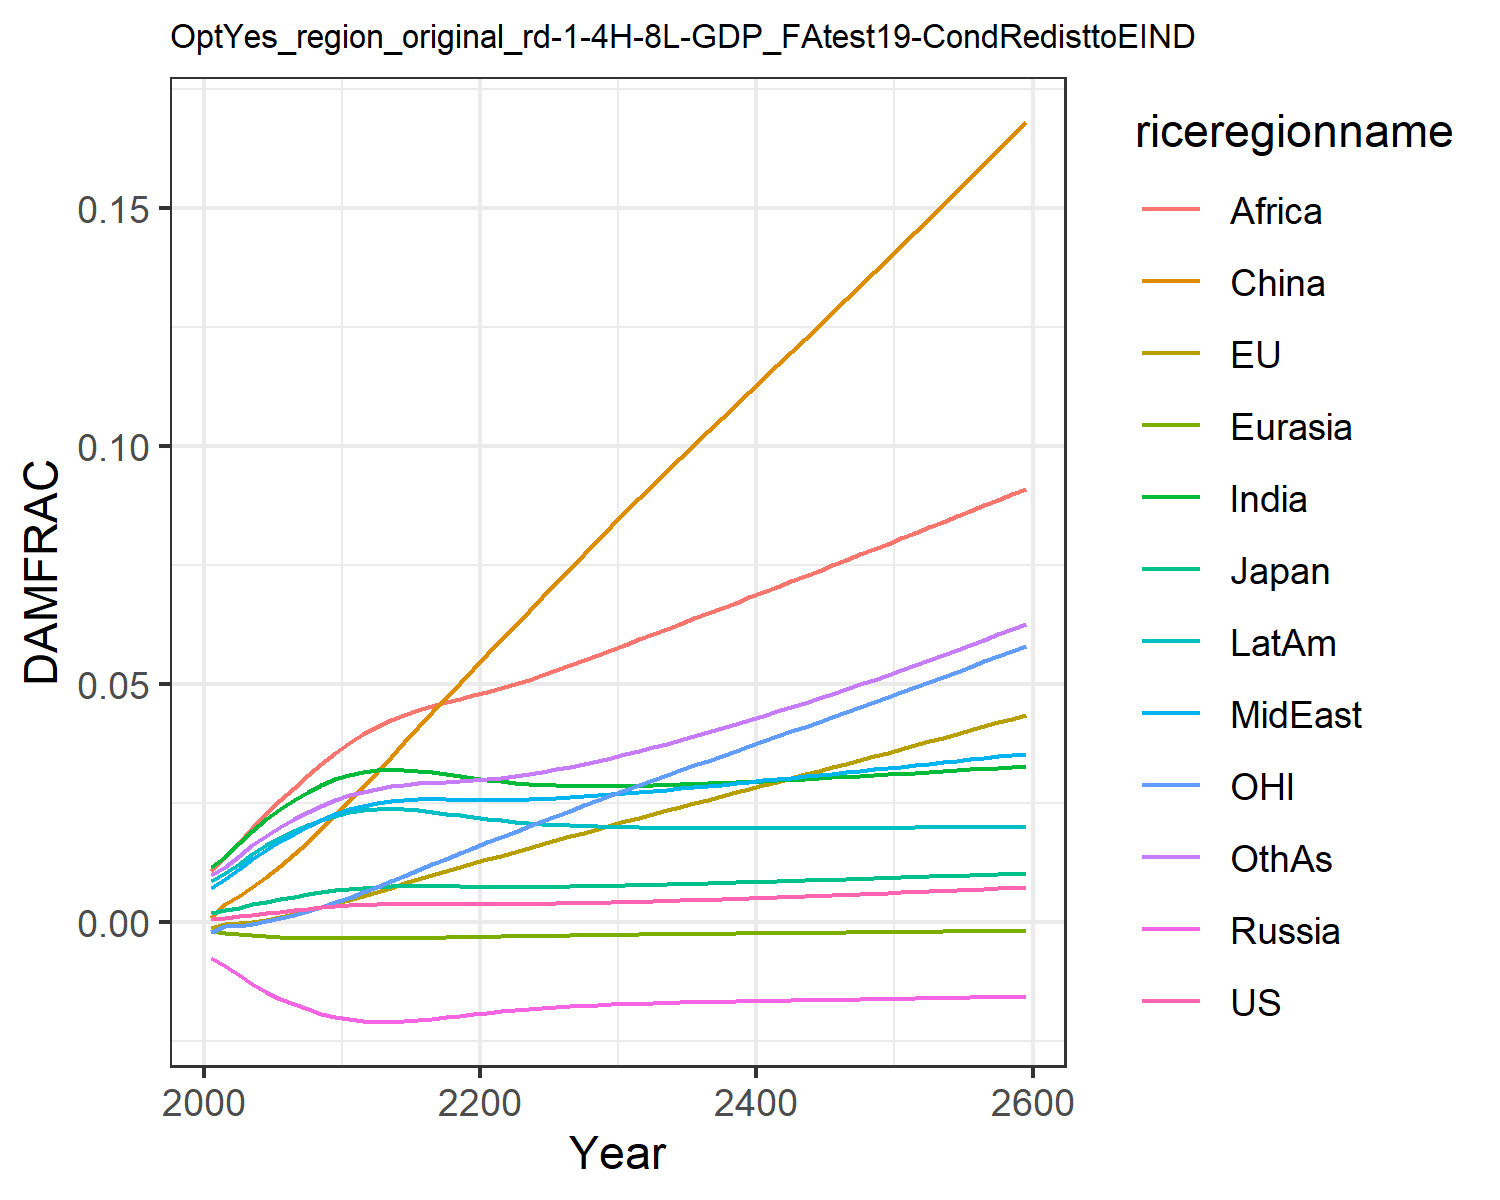 OptYes_region_original_rd-1-4H-8L-GDP_FAtest19-CondRedisttoEIND
riceregionname
Africa
China
EU
Eurasia
India
Japan
LatAm
MidEast
OHI
OthAs
Russia
US
DAMFRAC
0.15
0.10
0.05
0.00
2000 2200 2400 2600
Year